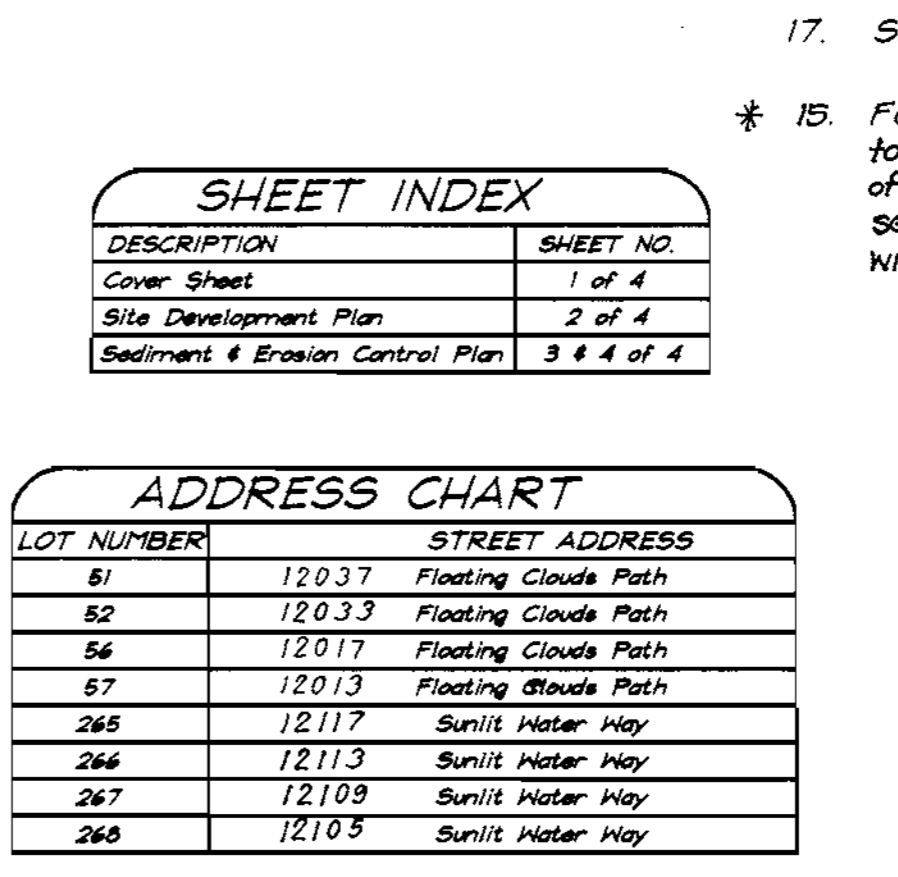 17. S
* 15. Fo
to
of
se
wi
SHEET INDEX
DESCRIPTION SHEET NO.
Cover Sheet 1 of 4
Site Development Plan 2 of 4
Sediment & Erosion Control Plan 3 & 4 of 4
ADDRESS CHART
LOT NUMBER STREET ADDRESS
51 12037 Floating Clouds Path
52 12033 Floating Clouds Path
56 12017 Floating Clouds Path
57 12013 Floating Clouds Path
265 12117 Sunlit Water Way
266 12113 Sunlit Water Way
267 12109 Sunlit Water Way
268 12105 Sunlit Water Way